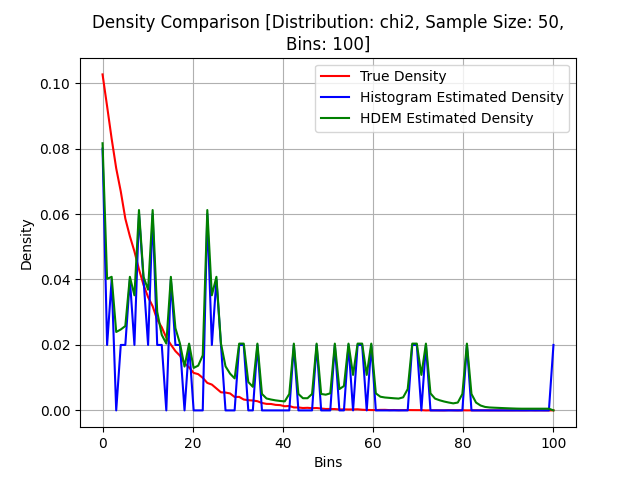 Density Comparison [Distribution: chi2, Sample Size: 50,
Bins: 100]
True Density
Histogram Estimated Density
HDEM Estimated Density
Density
0.10
0.08
0.06
0.04
0.02
0.00
0
20
40
60
80
100
Bins